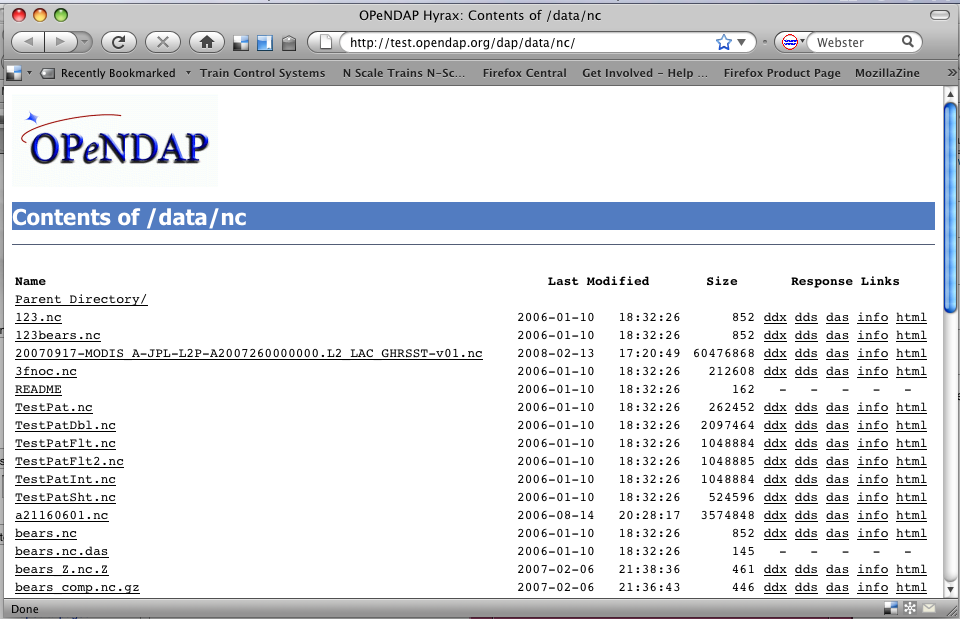 OPeNDAP Hyrax: Contents of /data/nc
http://test.opendap.org/dap/data/nc/ Webster
Recently Bookmarked Train Control Systems N Scale Trains N-Sc... Firefox Central Get Involved - Help ... Firefox Product Page MozillaZine »
OPeNDAP
Contents of /data/nc
Name Last Modified Size Response Links
Parent Directory/
123.nc 2006-01-10 18:32:26 852 ddx dds das info html
123bears.nc 2006-01-10 18:32:26 852 ddx dds das info html
20070917-MODIS_A-JPL-L2P-A2007260000000.L2_LAC_GHRSST-v01.nc 2008-02-13 17:20:49 60476868 ddx dds das info html
3fnoc.nc 2006-01-10 18:32:26 212608 ddx dds das info html
README 2006-01-10 18:32:26 162 - - - - -
TestPat.nc 2006-01-10 18:32:26 262452 ddx dds das info html
TestPatDbl.nc 2006-01-10 18:32:26 2097464 ddx dds das info html
TestPatFlt.nc 2006-01-10 18:32:26 1048884 ddx dds das info html
TestPatFlt2.nc 2006-01-10 18:32:26 1048885 ddx dds das info html
TestPatInt.nc 2006-01-10 18:32:26 1048884 ddx dds das info html
TestPatSht.nc 2006-01-10 18:32:26 524596 ddx dds das info html
a21160601.nc 2006-08-14 20:28:17 3574848 ddx dds das info html
bears.nc 2006-01-10 18:32:26 852 ddx dds das info html
bears.nc.das 2006-01-10 18:32:26 145 - - - - -
bears_Z.nc.Z 2007-02-06 21:38:36 461 ddx dds das info html
bears_comp.nc.gz 2007-02-06 21:36:43 446 ddx dds das info html
Done